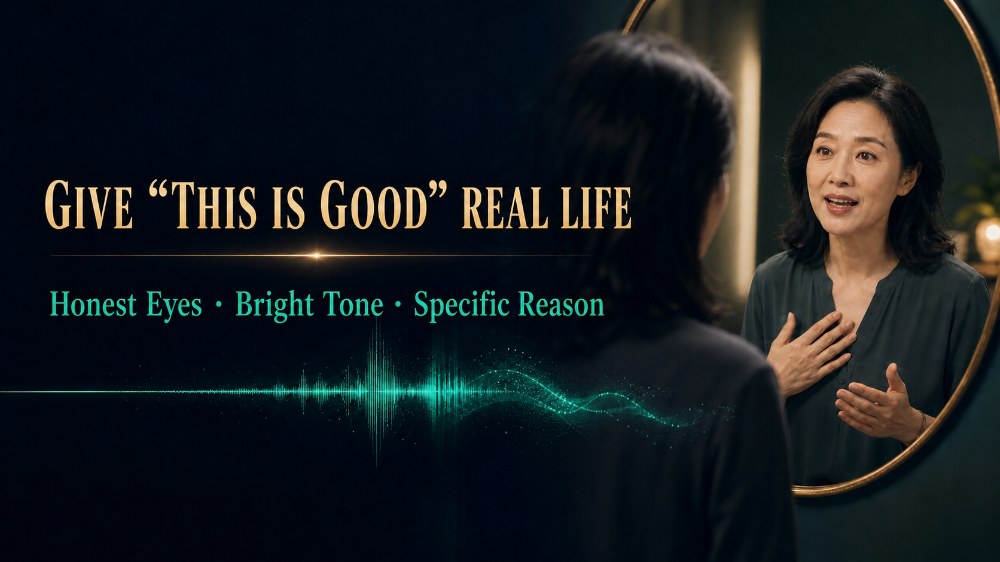 GIVE “THIS IS GOOD” REAL LIFE
Honest Eyes · Bright Tone · Specific Reason